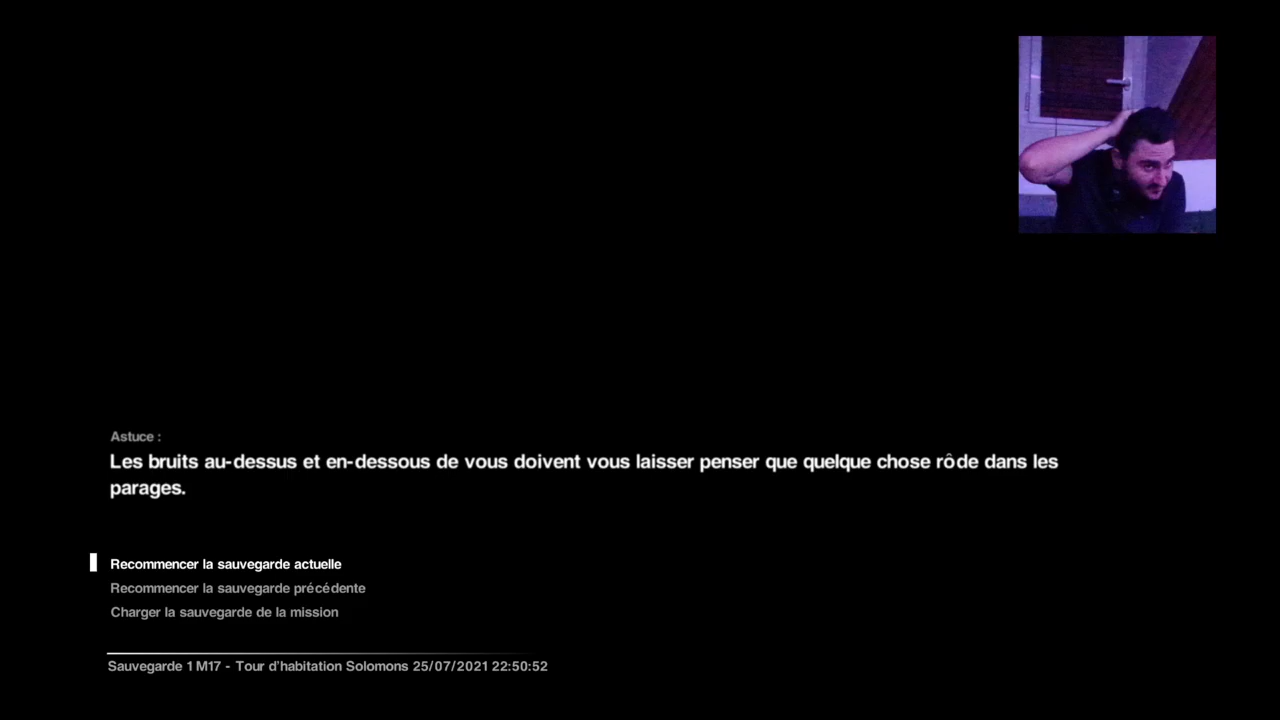 Astuce :
Les bruits au-dessus et en-dessous de vous doivent vous laisser penser que quelque chose rôde dans les
parages.
Recommencer la sauvegarde actuelle
Recommencer la sauvegarde précédente
Charger la sauvegarde de la mission
Sauvegarde 1 M17 - Tour d'habitation Solomons 25/07/2021 22:50:52